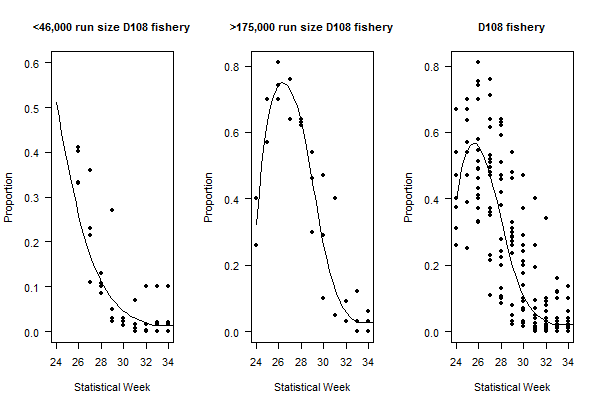 <46,000 run size D108 fishery
>175,000 run size D108 fishery
D108 fishery
Proportion
0.6
0.5
0.4
0.3
0.2
0.1
0.0
24 26 28 30 32 34
Statistical Week
Proportion
0.8
0.6
0.4
0.2
0.0
24 26 28 30 32 34
Statistical Week
Proportion
0.8
0.6
0.4
0.2
0.0
24 26 28 30 32 34
Statistical Week